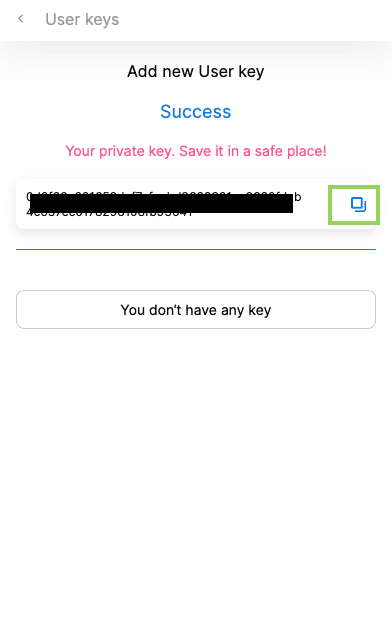 User keys
Add new User key
Success
Your private key. Save it in a safe place!
You don't have any key